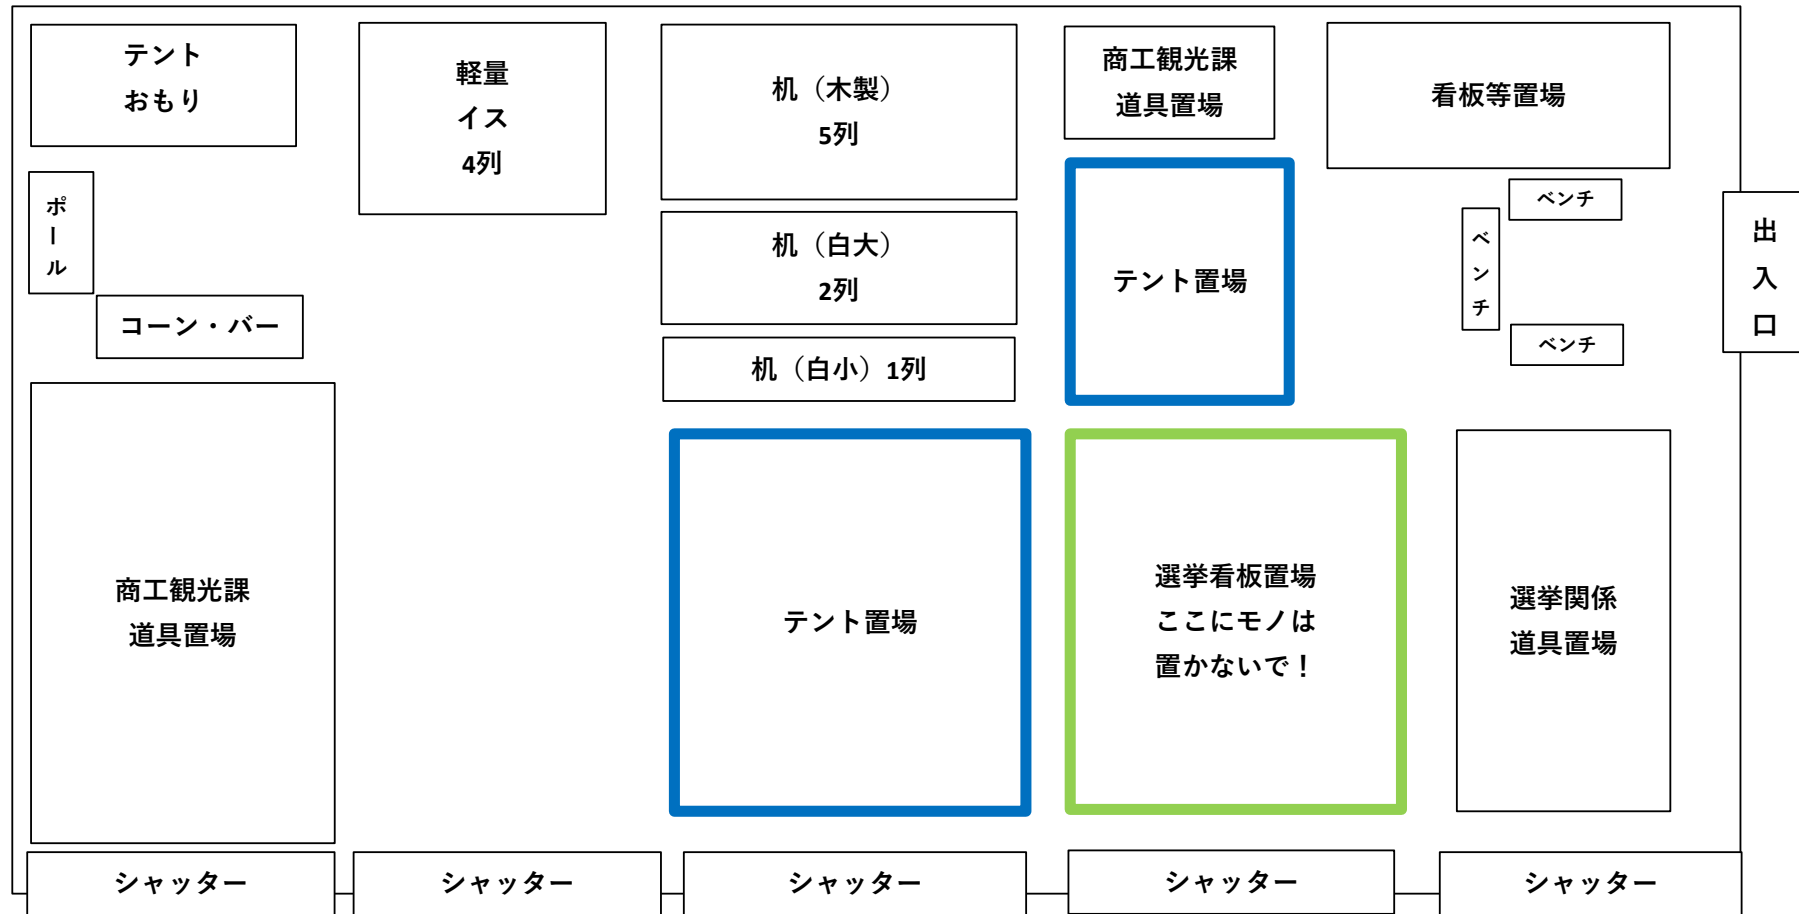 テント
おもり
軽量
イス
4列
机（木製）
5列
商工観光課
道具置場
看板等置場
ポール
コーン・バー
机（白大）
2列
机（白小）1列
テント置場
ベンチ
ベンチ
ベンチ
出入口
商工観光課
道具置場
テント置場
選挙看板置場
ここにモノは
置かないで！
選挙関係
道具置場
シャッター
シャッター
シャッター
シャッター
シャッター